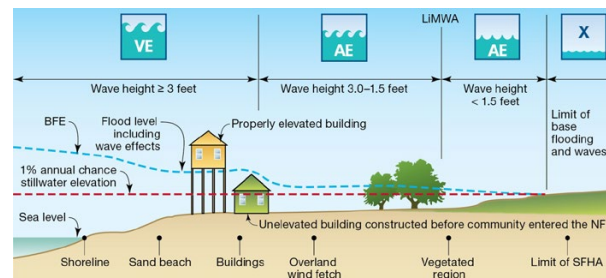 LiMWA
VE
AE
AE
X
Wave height ≥ 3 feet
Wave height 3.0–1.5 feet
Wave height
< 1.5 feet
BFE
Flood level
including
wave effects
Properly elevated building
Limit of
base
flooding
and waves
1% annual chance
stillwater elevation
Sea level
Unelevated building constructed before community entered the NF
Shoreline
Sand beach
Buildings
Overland
wind fetch
Vegetated
region
Limit of SFHA